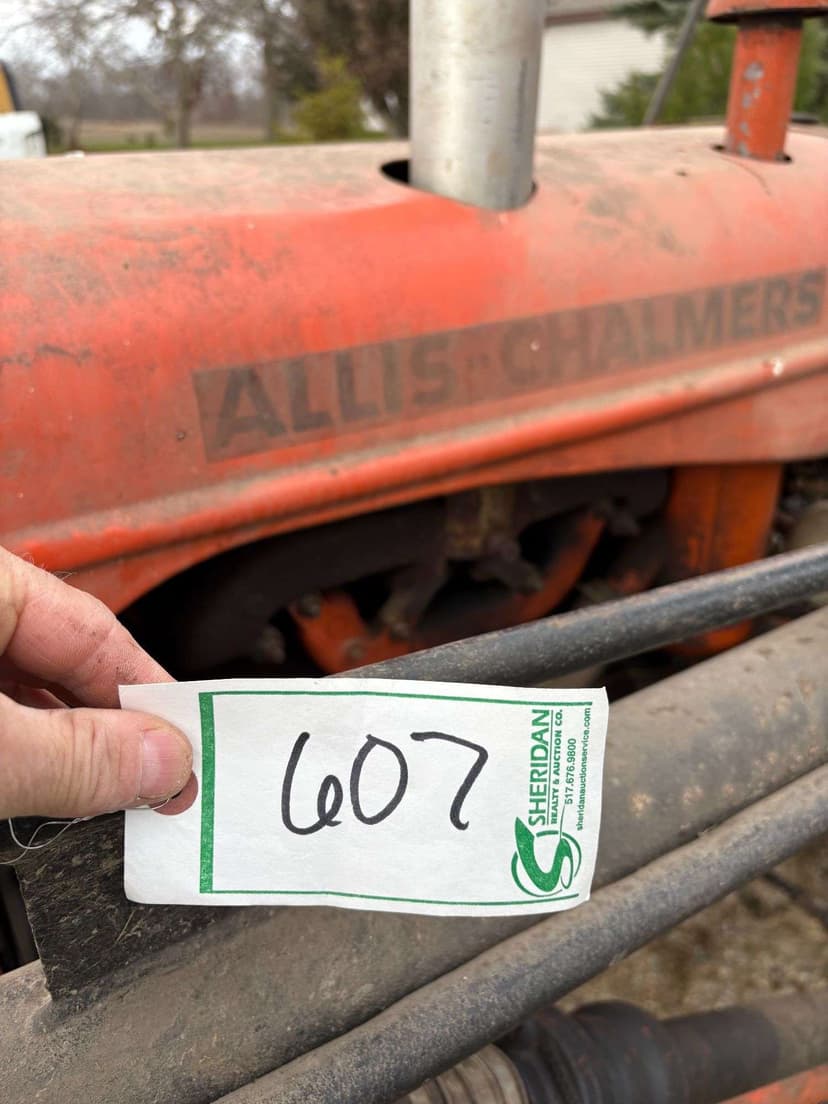 ALLIS-CHALMERS
607
SHERIDAN
REALTY & AUCTION CO.
517.676.9800
sheridanauctionservice.com